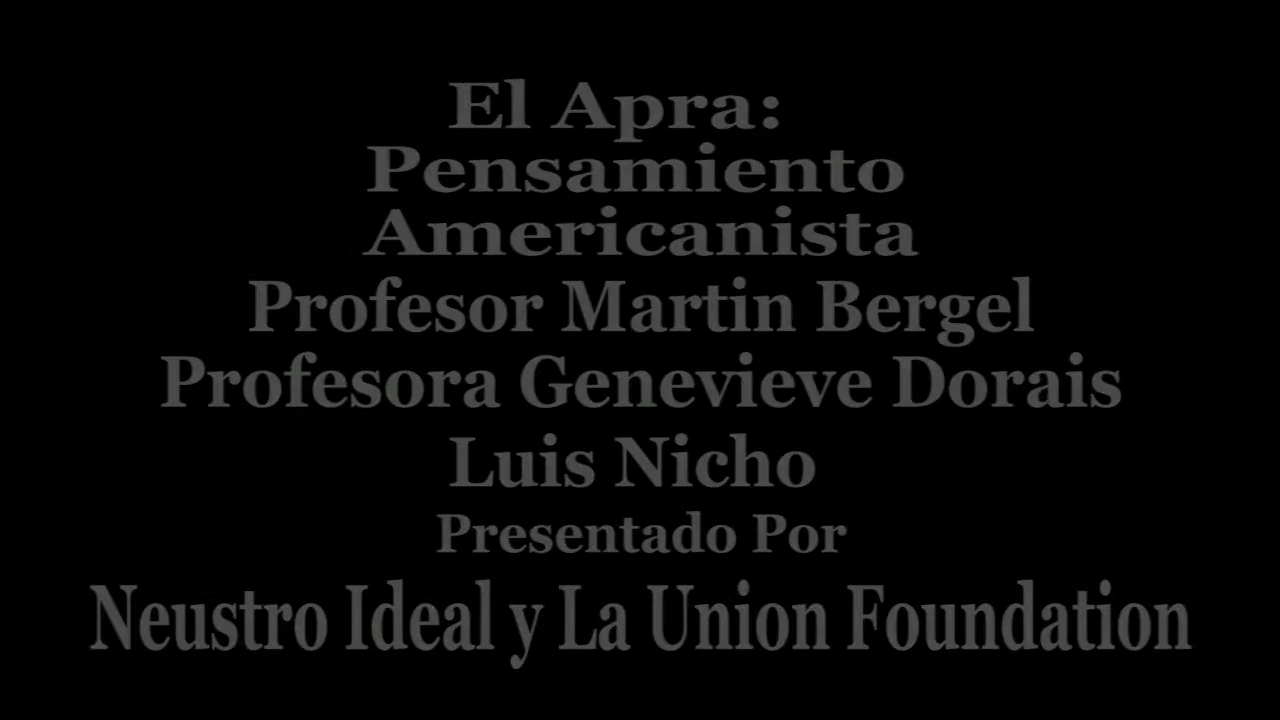 El Apra:
Pensamiento
Americanista
Profesor Martin Bergel
Profesora Genevieve Dorais
Luis Nicho
Presentado Por
Neustro Ideal y La Union Foundation